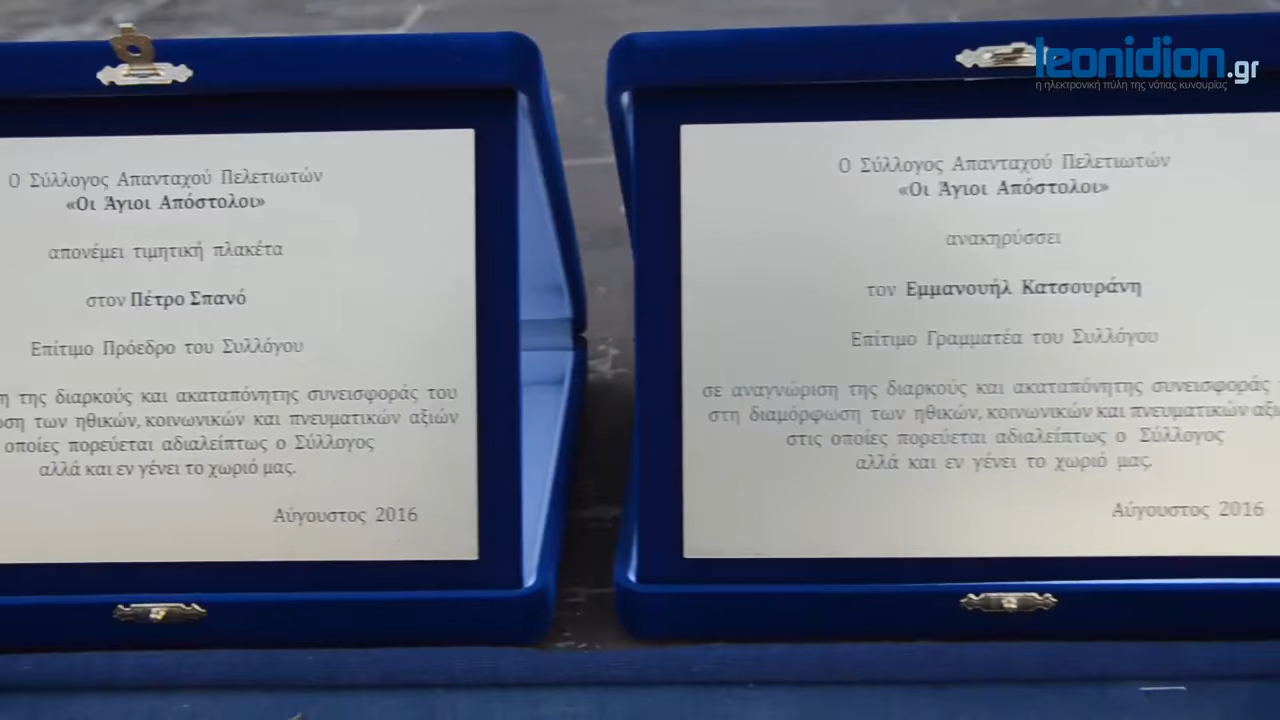 leonidion.gr
η ηλεκτρονική πύλη της νότιας κυνουρίας
Ο Σύλλογος Απανταχού Πελετιωτών
«Οι Άγιοι Απόστολοι»
απονέμει τιμητική πλακέτα
στον Πέτρο Σπανό
Επίτιμο Πρόεδρο του Συλλόγου
της διαρκούς και ακαταπόνητης συνεισφοράς του
των ηθικών, κοινωνικών και πνευματικών αξιών
οποίες πορεύεται αδιαλείπτως ο Σύλλογος
αλλά και εν γένει το χωριό μας.
Αύγουστος 2016
Ο Σύλλογος Απανταχού Πελετιωτών
«Οι Άγιοι Απόστολοι»
ανακηρύσσει
τον Εμμανουήλ Κατσουράνη
Επίτιμο Γραμματέα του Συλλόγου
σε αναγνώριση της διαρκούς και ακαταπόνητης συνεισφοράς
στη διαμόρφωση των ηθικών, κοινωνικών και πνευματικών
στις οποίες πορεύεται αδιαλείπτως ο Σύλλογος
αλλά και εν γένει το χωριό μας.
Αύγουστος 2016